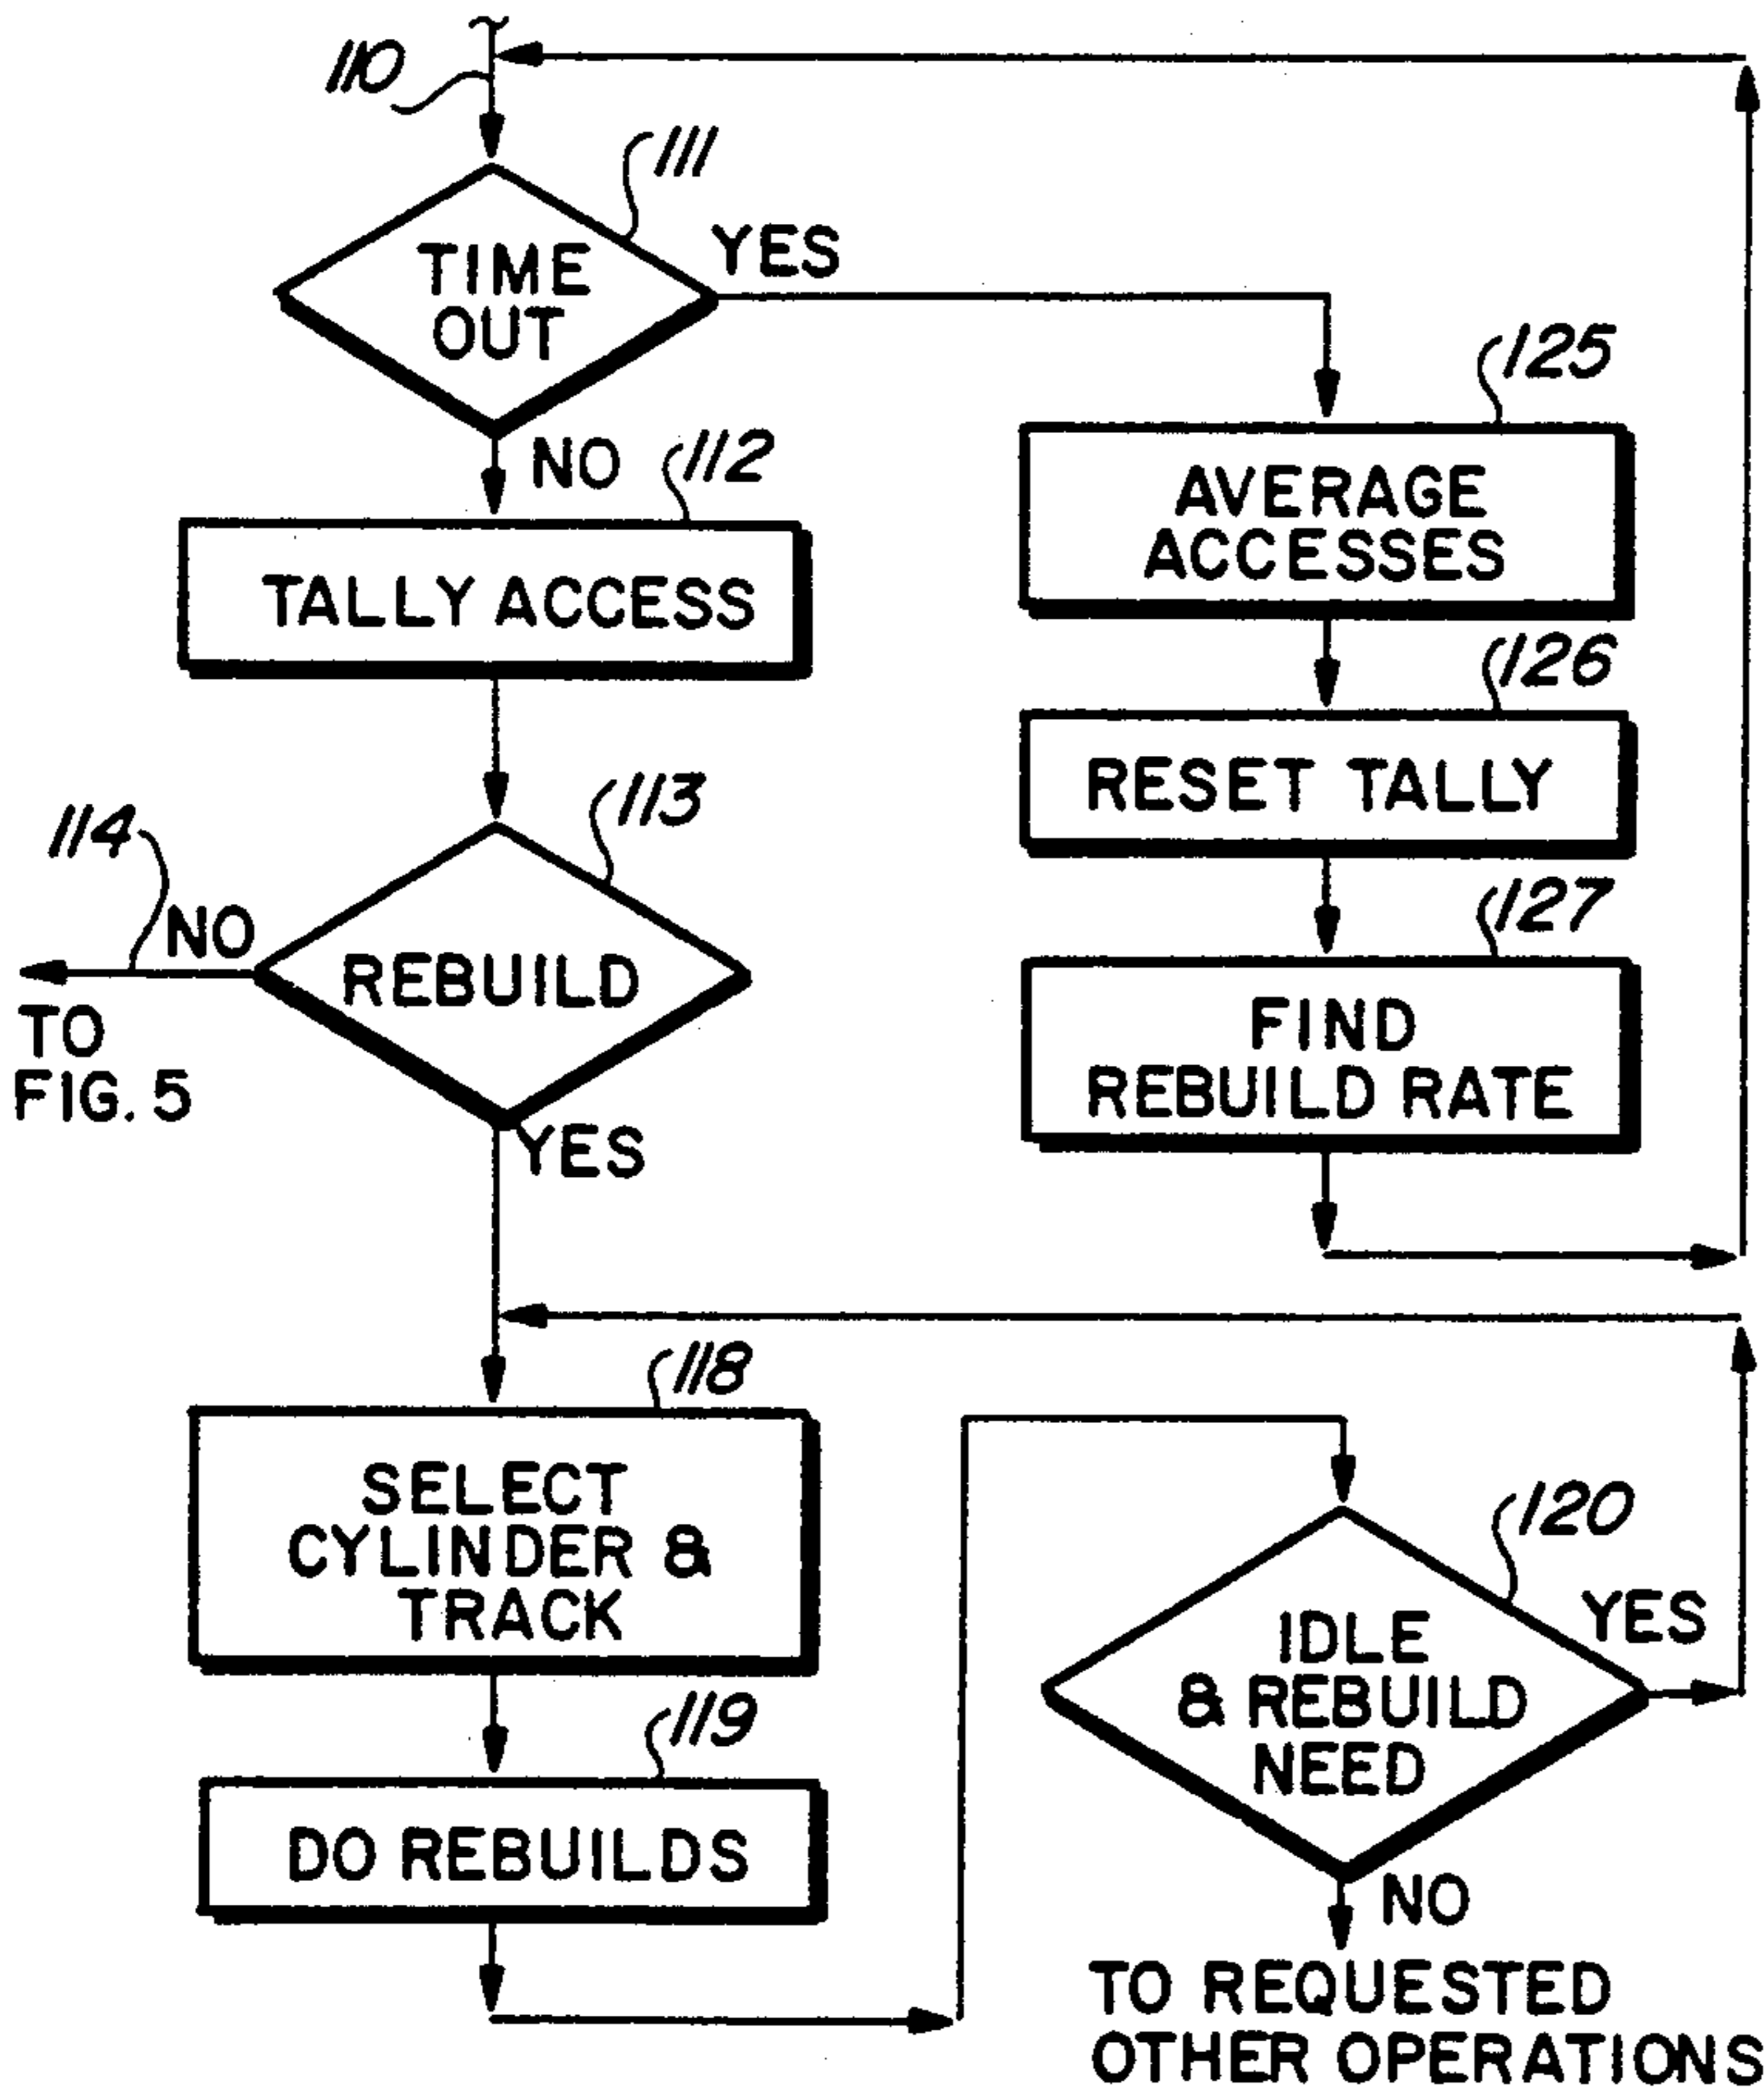 110
111
TIME
OUT
YES
NO
112
TALLY ACCESS
125
AVERAGE
ACCESSES
126
RESET TALLY
127
FIND
REBUILD RATE
113
114
NO
REBUILD
TO
FIG. 5
YES
118
SELECT
CYLINDER &
TRACK
119
DO REBUILDS
120
IDLE
& REBUILD
NEED
YES
NO
TO REQUESTED
OTHER OPERATIONS